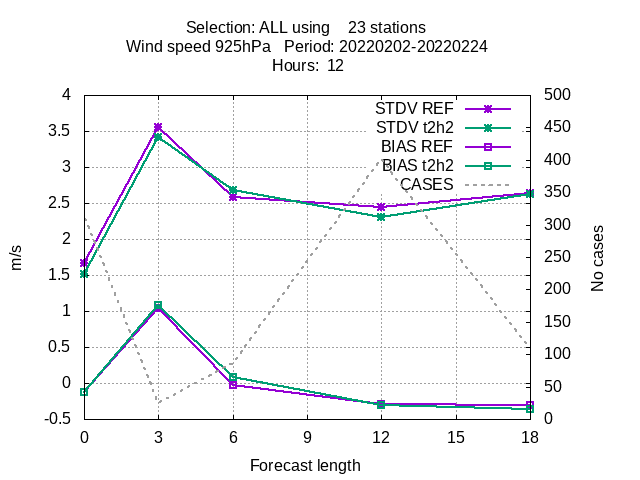 Selection: ALL using    23 stations
Wind speed 925hPa   Period: 20220202-20220224
Hours:  12
4
3.5
3
2.5
2
1.5
1
0.5
0
-0.5
m/s
STDV REF
STDV t2h2
BIAS REF
BIAS t2h2
CASES
500
450
400
350
300
250
200
150
100
50
0
No cases
0 3 6 9 12 15 18
Forecast length